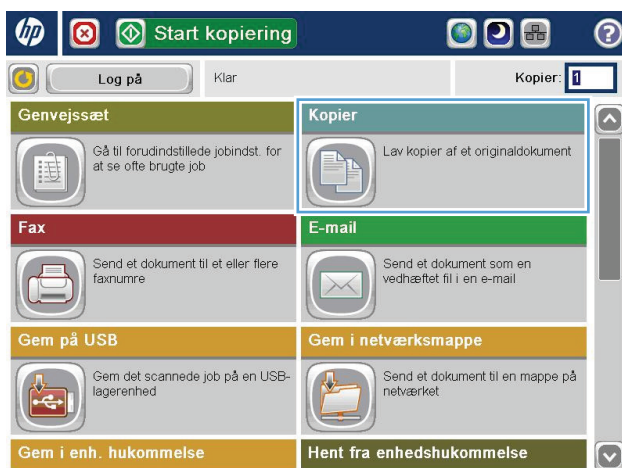 hp
Start kopiering
?
Log på
Klar
Kopier: 1
Genvejssæt
Kopier
Gå til forudindstillede jobindst. for
at se ofte brugte job
Lav kopier af et originaldokument
Fax
E-mail
Send et dokument til et eller flere
faxnumre
Send et dokument som en
vedhæftet fil i en e-mail
Gem på USB
Gem i netværksmappe
Gem det scannede job på en USB-
lagerenhed
Send et dokument til en mappe på
netværket
Gem i enh. hukommelse
Hent fra enhedshukommelse